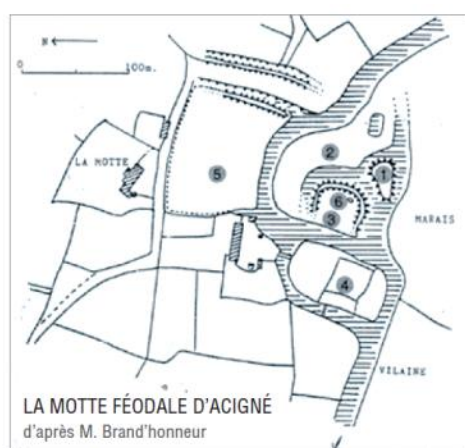 N
0 100m.
LA MOTTE
2
1
5
6
3
MARAIS
4
VILAINE
LA MOTTE FÉODALE D'ACIGNÉ
d'après M. Brand'honneur